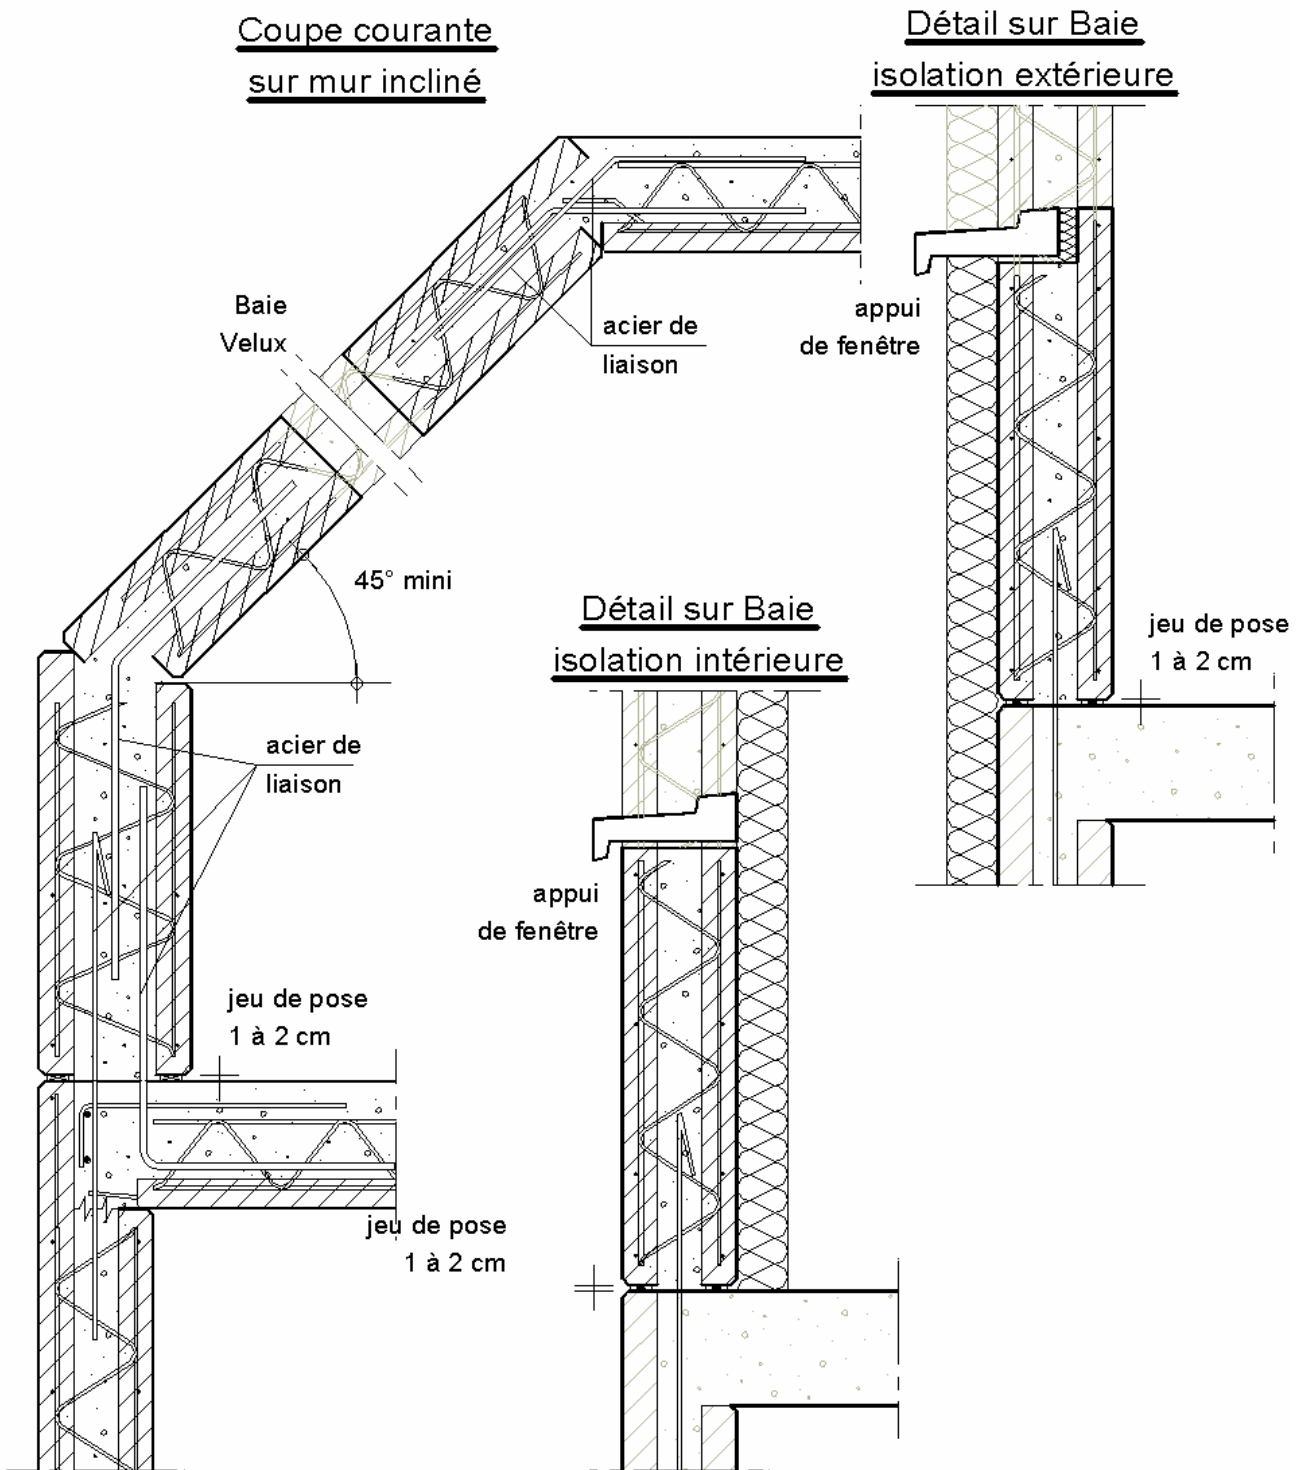 Coupe courante
sur mur incliné
Détail sur Baie
isolation extérieure
Baie
Velux
acier de
liaison
appui
de fenêtre
45° mini
Détail sur Baie
isolation intérieure
jeu de pose
1 à 2 cm
acier de
liaison
appui
de fenêtre
jeu de pose
1 à 2 cm
jeu de pose
1 à 2 cm